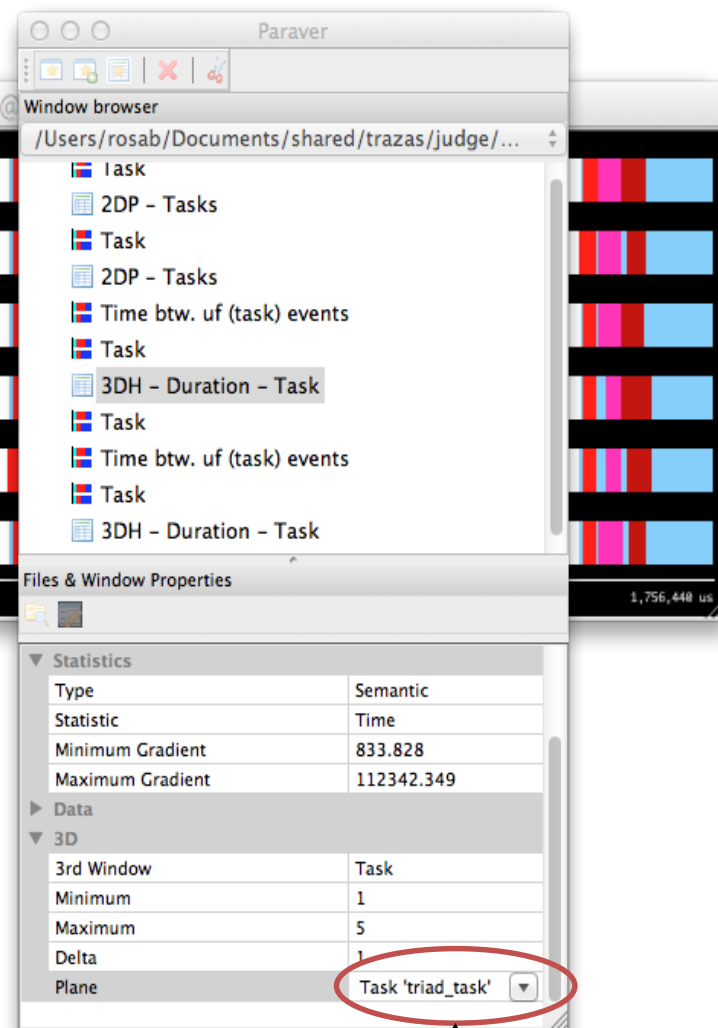 Paraver
Window browser
/Users/rosab/Documents/shared/trazas/judge/...
Task
2DP – Tasks
Task
2DP – Tasks
Time btw. uf (task) events
Task
3DH – Duration – Task
Task
Time btw. uf (task) events
Task
3DH – Duration – Task
Files & Window Properties
1,756,440 us
Statistics
Type Semantic
Statistic Time
Minimum Gradient 833.828
Maximum Gradient 112342.349
Data
3D
3rd Window Task
Minimum 1
Maximum 5
Delta 1
Plane Task 'triad_task'